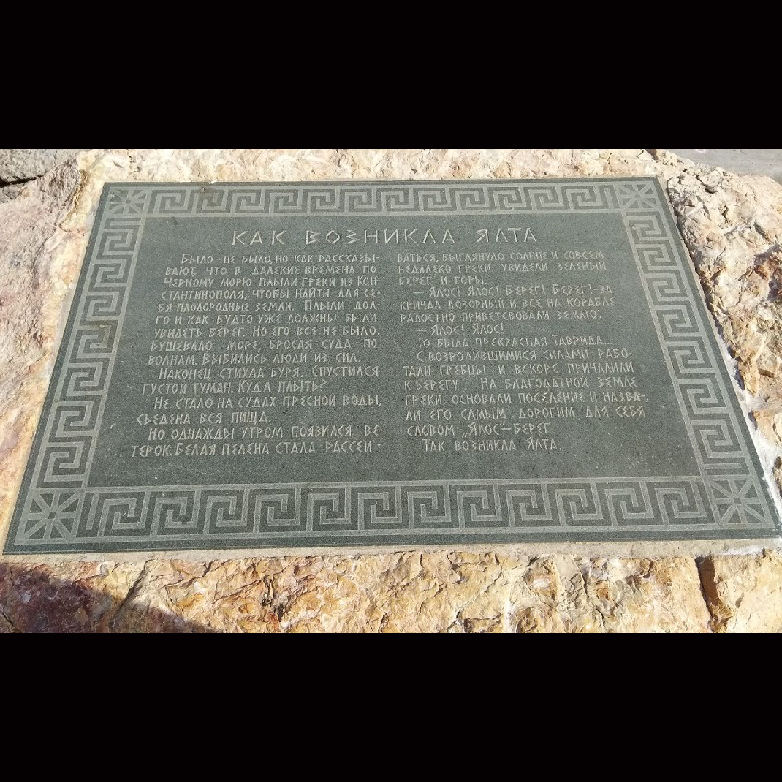 КАК ВОЗНИКЛА ЯЛТА
Было-не было, но как рассказы-
вают, что в далекие времена по
Черному морю плыли греки из Кон-
стантинополя, чтобы найти для се-
бя плодородные земли. Плыли дол-
го и как будто уже должны были
увидеть берег. Но его все не было.
Бушевало море, бросая суда по
волнам. Выбились люди из сил.
Наконец стихла буря. Спустился
густой туман. Куда плыть?
Не стало на судах пресной воды,
съедена вся пища.
Но однажды утром появился ве
терок. Белая пелена стала рассеи-
ваться, выглянуло солнце и совсем
недалеко греки увидели зеленый
берег и горы.
— Ялос! Ялос! Берег! Берег!-за
кричал дозорный и все на корабле
радостно приветствовали землю.
— Ялос! Ялос!
То была прекрасная Таврида...
С возродившимися силами рабо
тали гребцы и вскоре причалили
к берегу. На благодатной земле
греки основали поселение и назва-
ли его самым дорогим для себя
словом „Ялос—берег.
Так возникла Ялта.